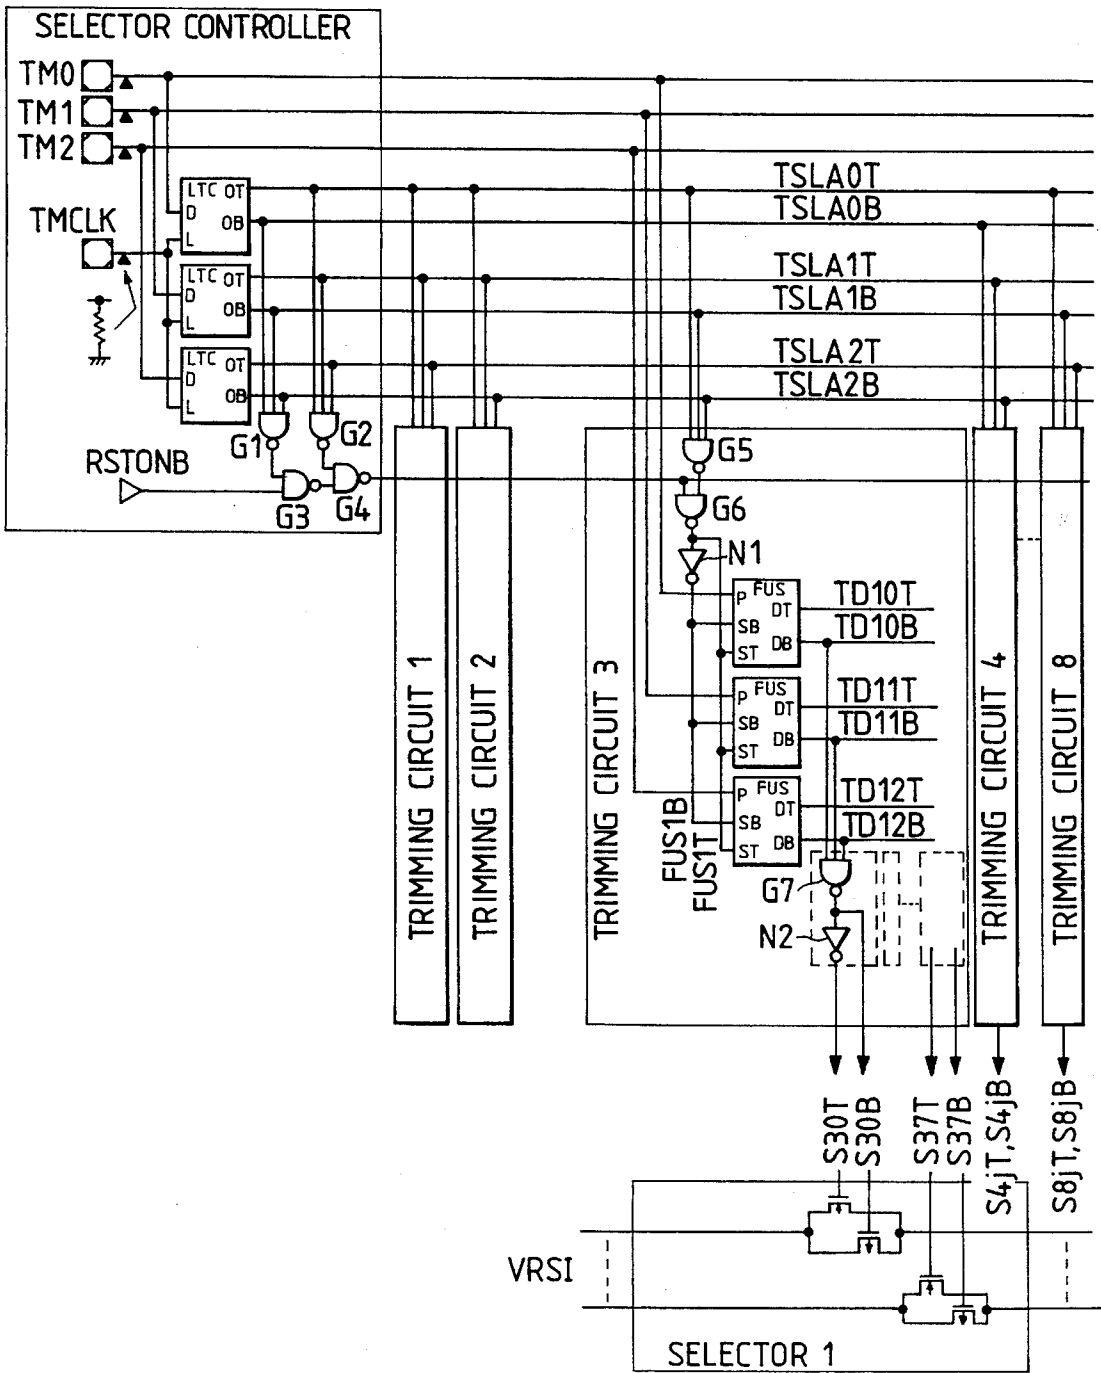 SELECTOR CONTROLLER
TM0
TM1
TM2
TMCLK
LTC OT
D
OB
L
LTC OT
D
OB
L
LTC OT
D
OB
L
TSLA0T
TSLA0B
TSLA1T
TSLA1B
TSLA2T
TSLA2B
G1
G2
RSTONB
G3
G4
G5
G6
N1
P FUS
DT
SB
DB
ST
TD10T
TD10B
P FUS
DT
SB
DB
ST
TD11T
TD11B
P FUS
DT
SB
DB
ST
TD12T
TD12B
FUS1B
FUS1T
G7
N2
TRIMMING CIRCUIT 1
TRIMMING CIRCUIT 2
TRIMMING CIRCUIT 3
TRIMMING CIRCUIT 4
TRIMMING CIRCUIT 8
S30T
S30B
S37T
S37B
S4jT,S4jB
S8jT,S8jB
VRSI
SELECTOR 1